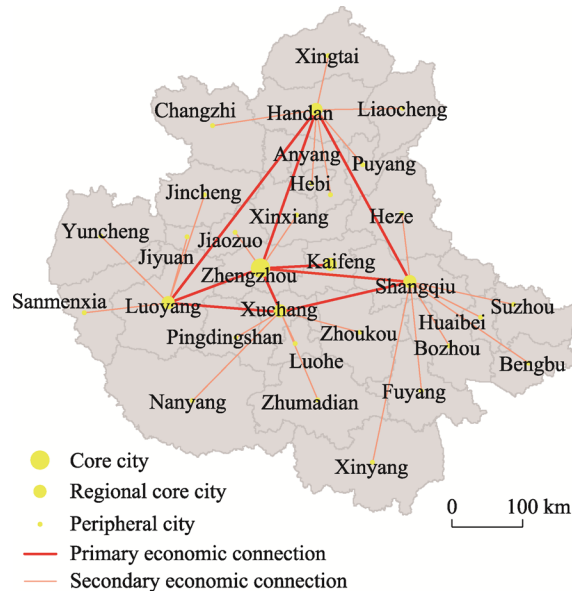 Xingtai
Changzhi
Handan
Liaocheng
Anyang
Puyang
Hebi
Jincheng
Xinxiang
Heze
Yuncheng
Jiaozuo
Jiyuan
Kaifeng
Zhengzhou
Shangqiu
Sanmenxia
Luoyang
Xuchang
Suzhou
Huaibei
Pingdingshan
Zhoukou
Bozhou
Luohe
Bengbu
Fuyang
Nanyang
Zhumadian
Xinyang
Core city
Regional core city
Peripheral city
Primary economic connection
Secondary economic connection
0 100 km